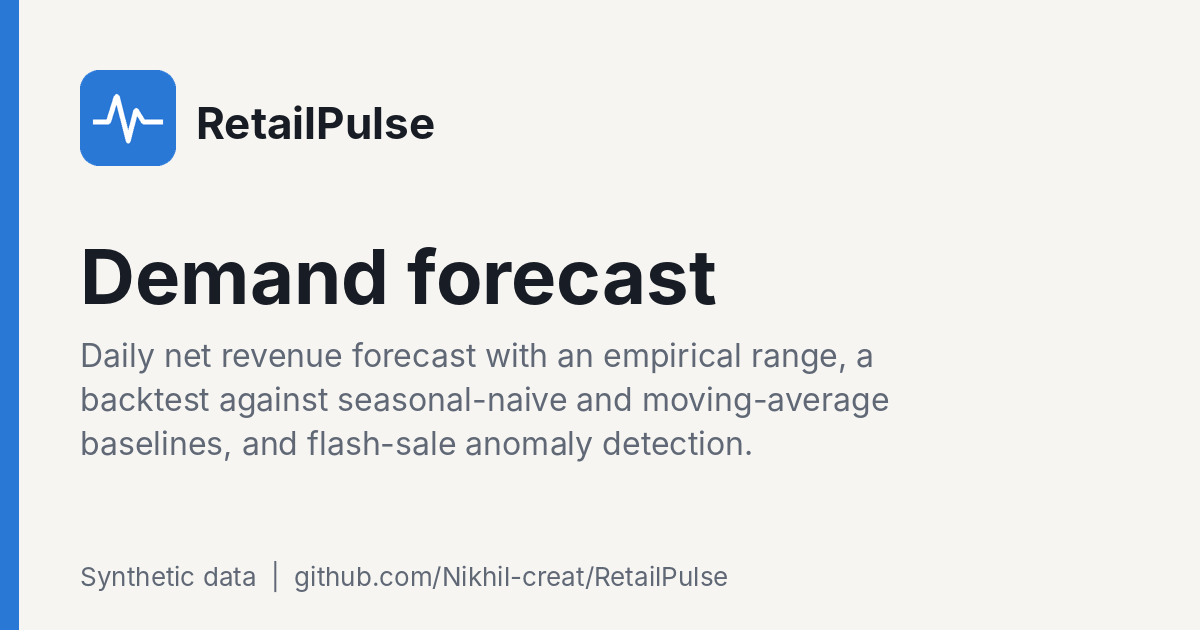 RetailPulse
Demand forecast
Daily net revenue forecast with an empirical range, a
backtest against seasonal-naive and moving-average
baselines, and flash-sale anomaly detection.
Synthetic data | github.com/Nikhil-creat/RetailPulse